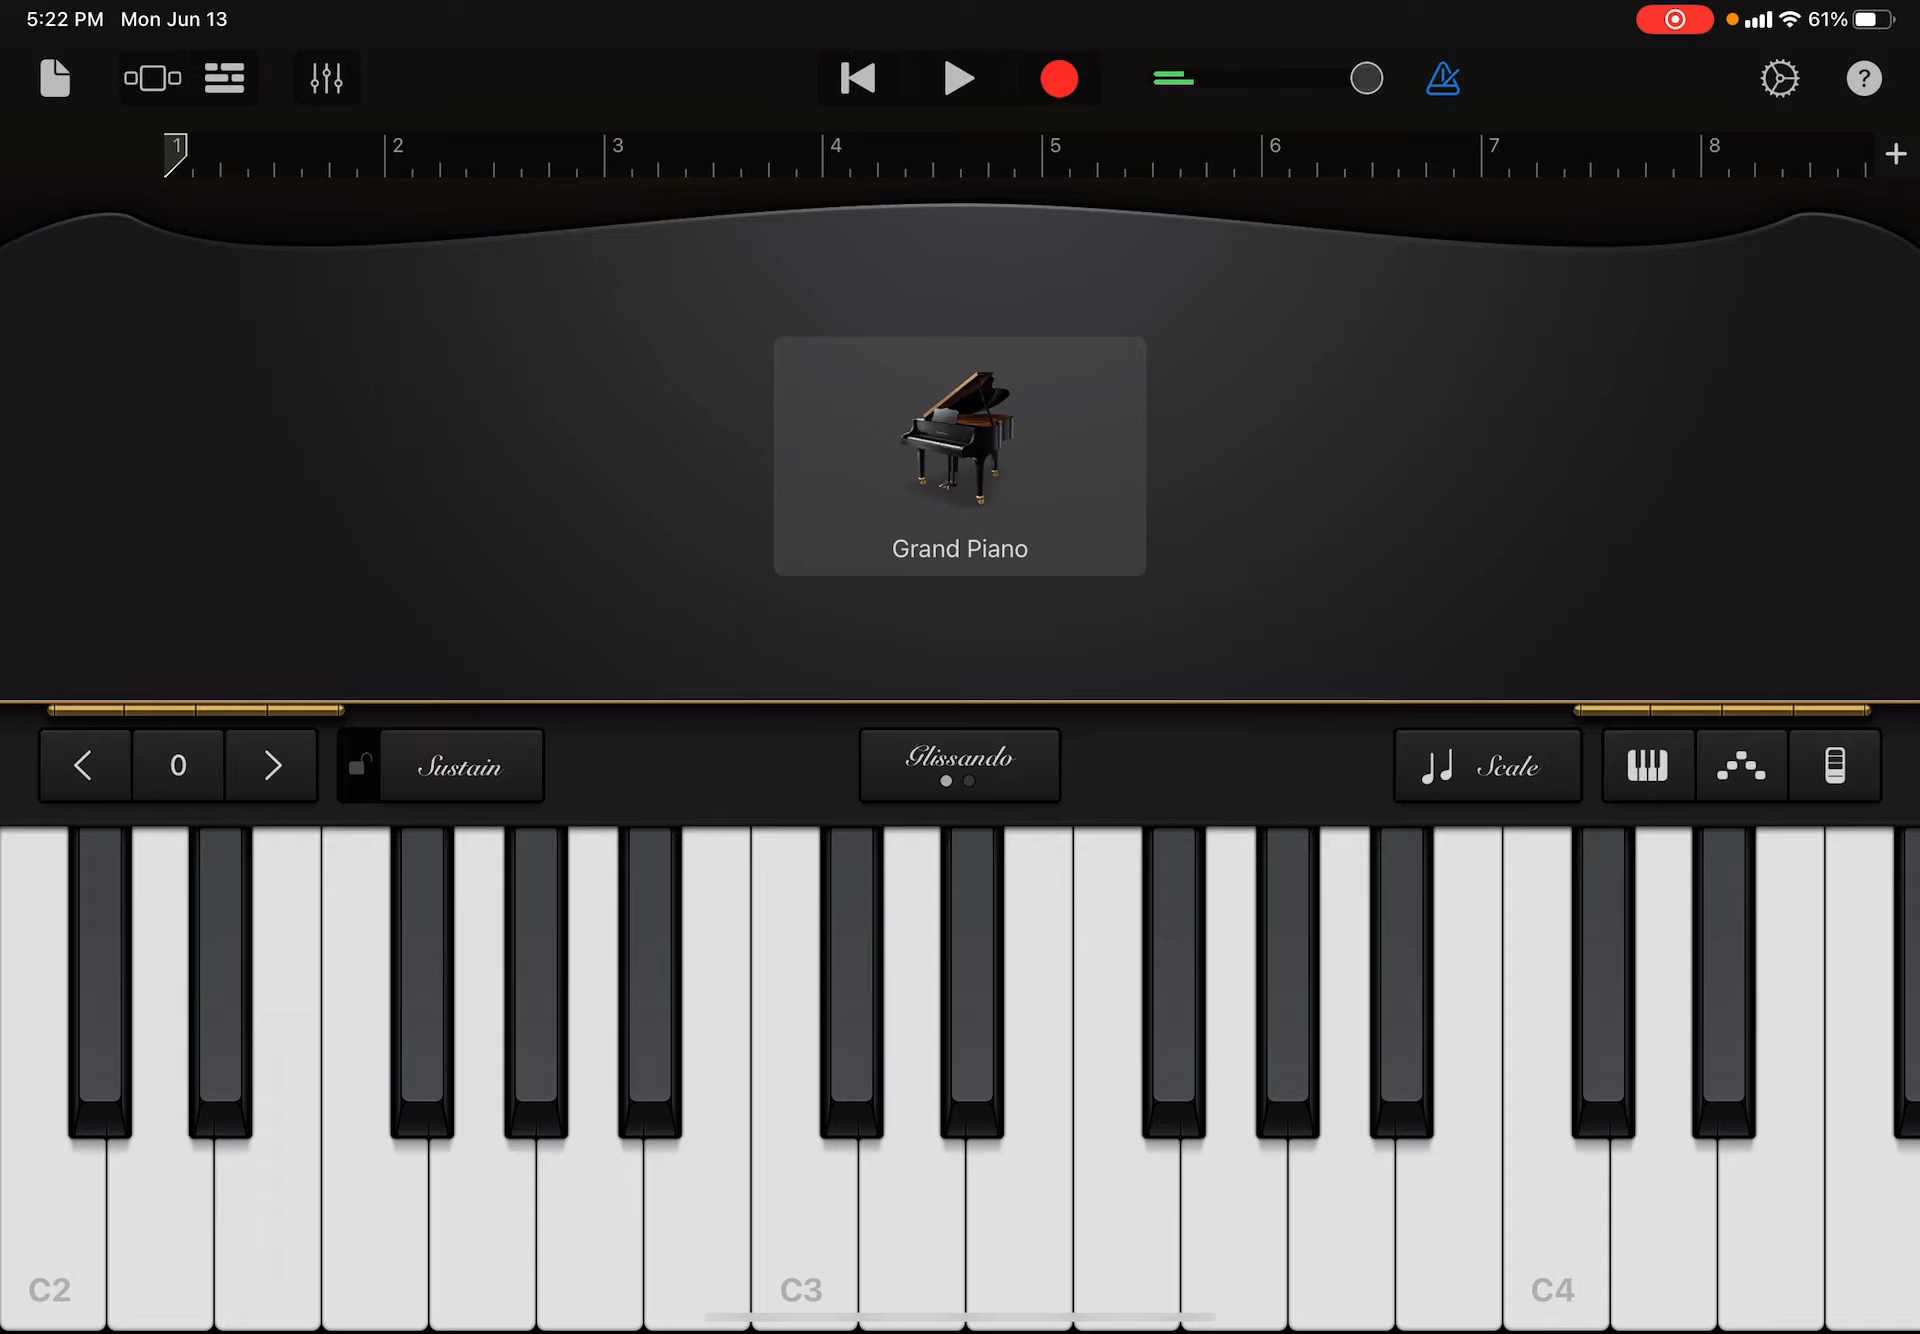 5:22 PM Mon Jun 13
61%
?
1 2 3 4 5 6 7 8 +
Grand Piano
0
Sustain
Glissando
Scale
C2 C3 C4